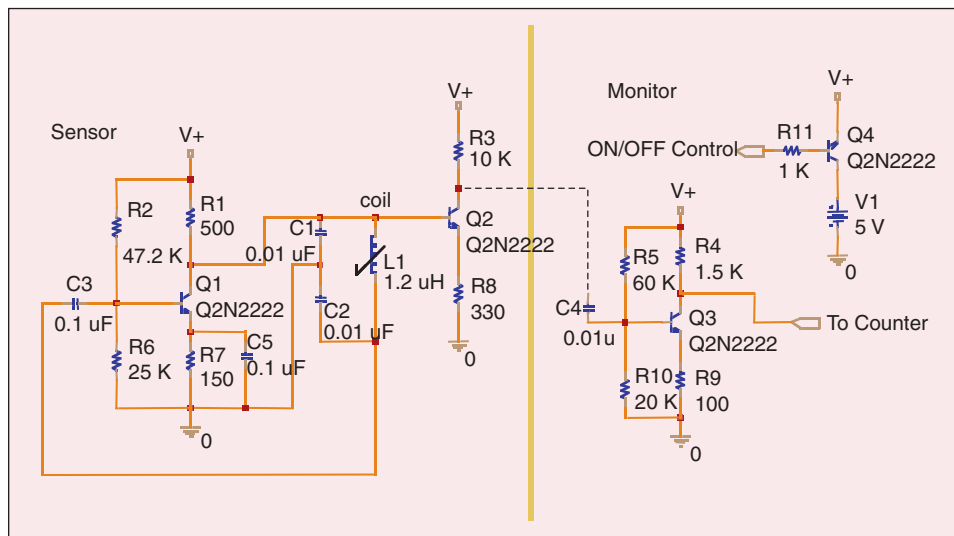 Sensor
V+
R2
47.2 K
R1
500
C3
0.1 uF
Q1
Q2N2222
R6
25 K
R7
150
C5
0.1 uF
0
C1
0.01 uF
C2
0.01 uF
coil
L1
1.2 uH
V+
R3
10 K
Q2
Q2N2222
R8
330
0
Monitor
ON/OFF Control
R11
1 K
V+
Q4
Q2N2222
V1
5 V
0
V+
R5
60 K
R4
1.5 K
C4
0.01u
Q3
Q2N2222
To Counter
R10
20 K
R9
100
0